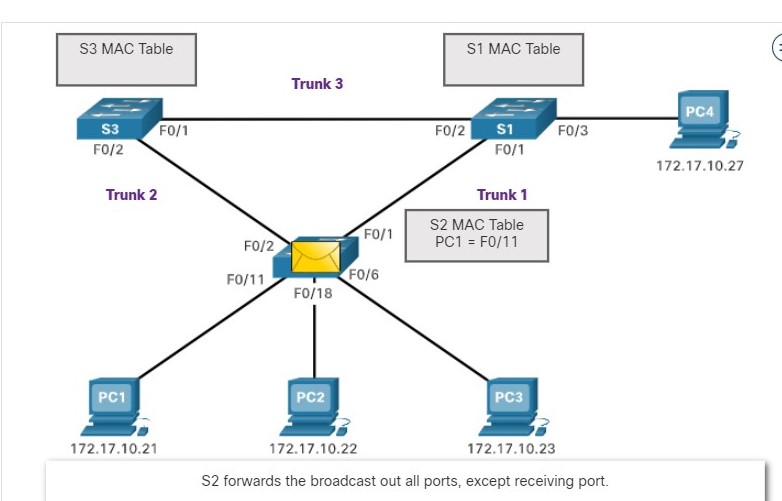 S3 MAC Table
S1 MAC Table
Trunk 3
PC4
S3
F0/1
F0/2
S1
F0/3
F0/2
F0/1
172.17.10.27
Trunk 2
Trunk 1
S2 MAC Table
PC1 = F0/11
F0/1
F0/2
F0/11
F0/6
F0/18
PC1
PC2
PC3
172.17.10.21
172.17.10.22
172.17.10.23
S2 forwards the broadcast out all ports, except receiving port.